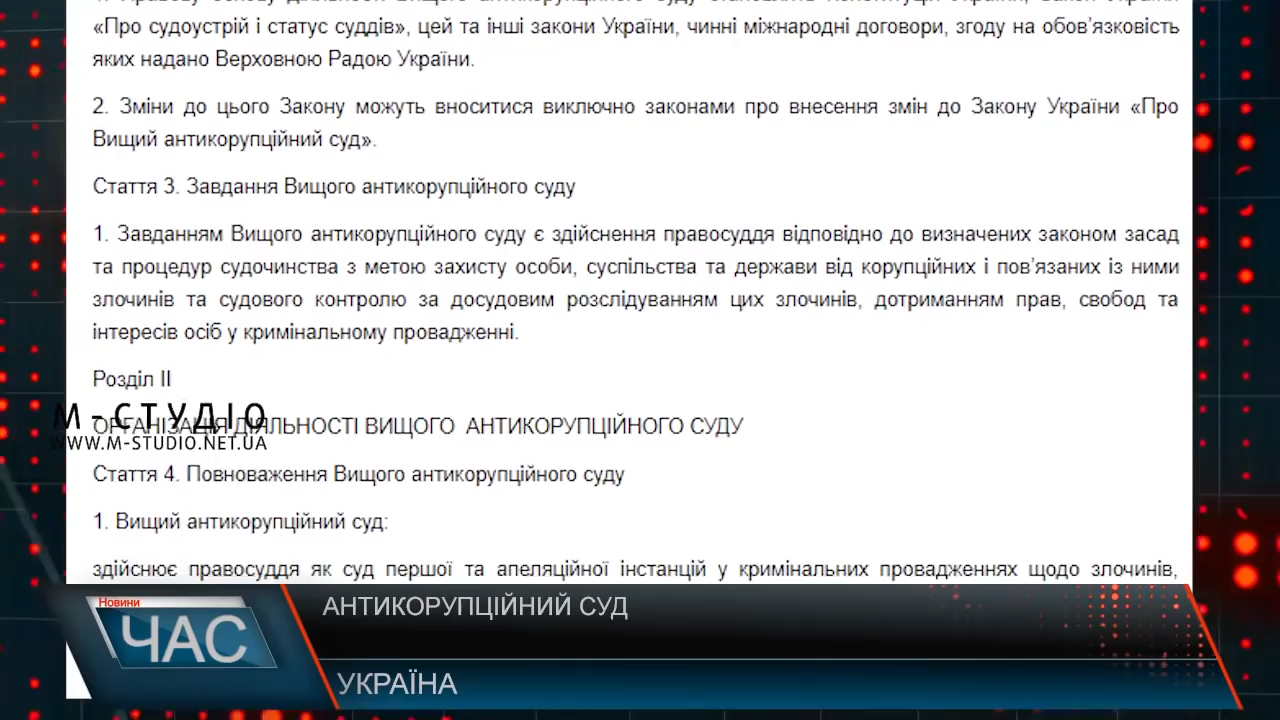 «Про судоустрій і статус суддів», цей та інші закони України, чинні міжнародні договори, згоду на обов’язковість
яких надано Верховною Радою України.
2. Зміни до цього Закону можуть вноситися виключно законами про внесення змін до Закону України «Про
Вищий антикорупційний суд».
Стаття 3. Завдання Вищого антикорупційного суду
1. Завданням Вищого антикорупційного суду є здійснення правосуддя відповідно до визначених законом засад
та процедур судочинства з метою захисту особи, суспільства та держави від корупційних і пов’язаних із ними
злочинів та судового контролю за досудовим розслідуванням цих злочинів, дотриманням прав, свобод та
інтересів осіб у кримінальному провадженні.
Розділ II
М-СТУДІО
ОРГАНІЗАЦІЯ ДІЯЛЬНОСТІ ВИЩОГО АНТИКОРУПЦІЙНОГО СУДУ
WWW.M-STUDIO.NET.UA
Стаття 4. Повноваження Вищого антикорупційного суду
1. Вищий антикорупційний суд:
здійснює правосуддя як суд першої та апеляційної інстанцій у кримінальних провадженнях щодо злочинів,
Новини
ЧАС
АНТИКОРУПЦІЙНИЙ СУД
УКРАЇНА